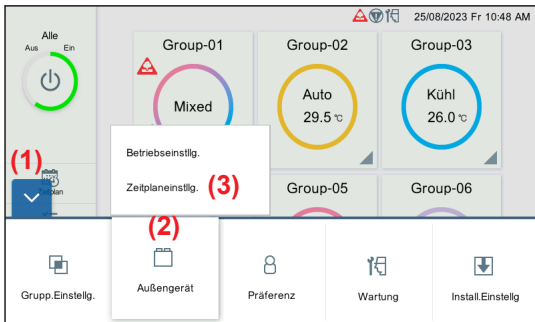 25/08/2023 Fr 10:48 AM
Alle
Aus Ein
Group-01
Group-02
Group-03
Mixed
Auto
29.5 °C
Kühl
26.0 °C
Betriebseinstllg.
Zeitplaneinstllg. (3)
(1)
Group-05
Group-06
(2)
Grupp.Einstellg.
Außengerät
Präferenz
Wartung
Install.Einstellg